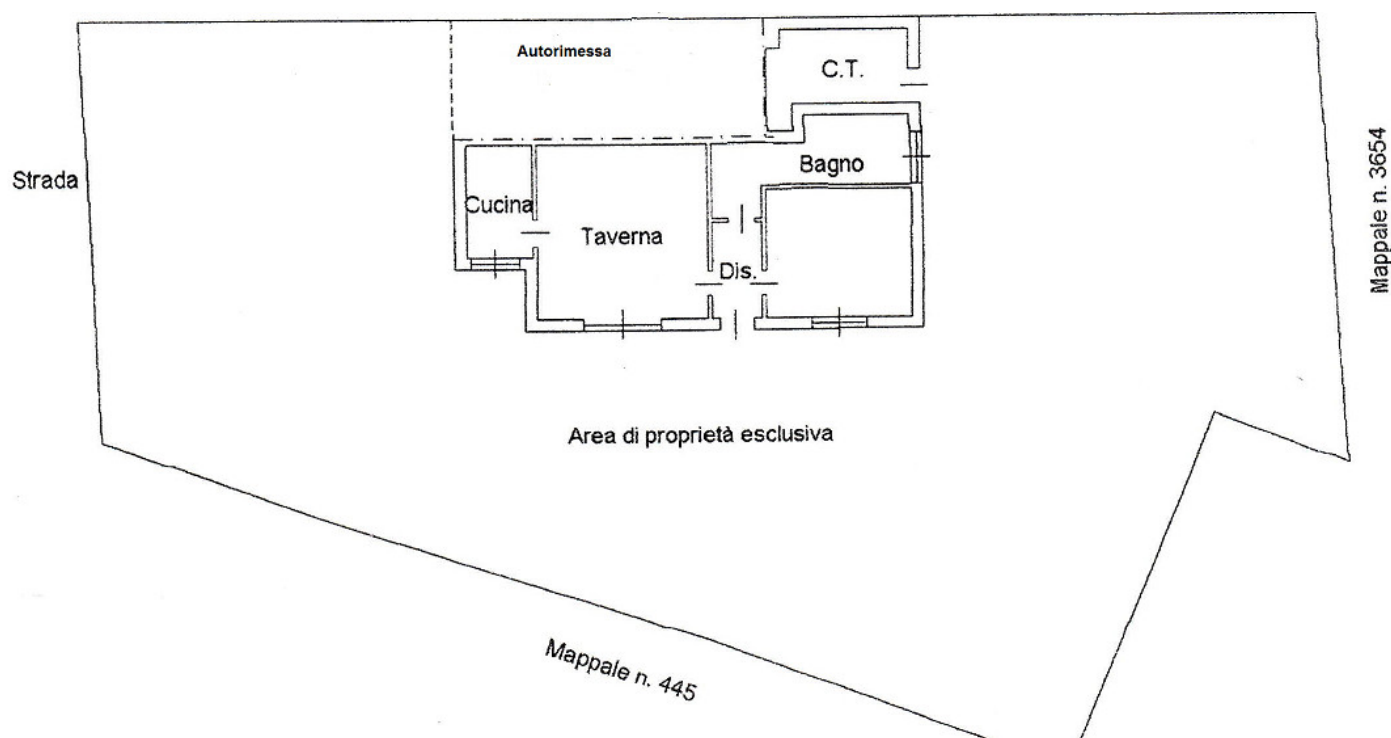 Autorimessa
C.T.
Strada
Bagno
Mappale n. 3654
Cucina
Taverna
Dis.
Area di proprietà esclusiva
Mappale n. 445